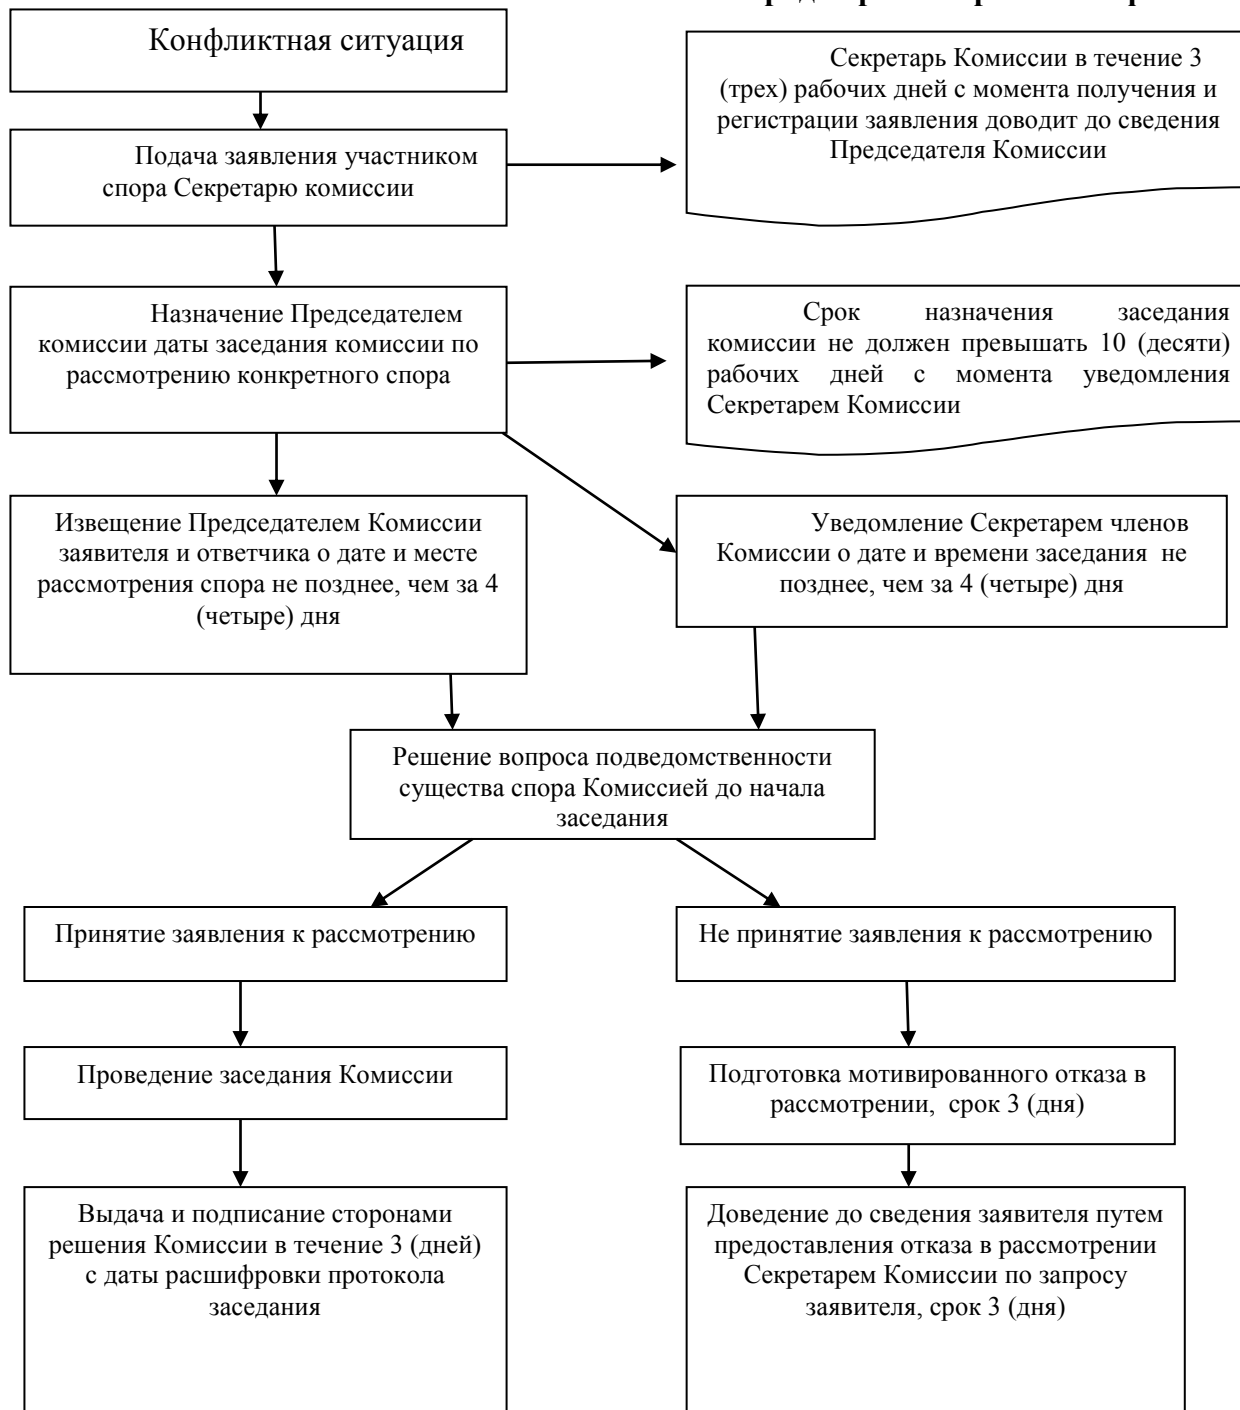 Конфликтная ситуация
Секретарь Комиссии в течение 3
(трех) рабочих дней с момента получения и
регистрации заявления доводит до сведения
Председателя Комиссии
Подача заявления участником
спора Секретарю комиссии
Назначение Председателем
комиссии даты заседания комиссии по
рассмотрению конкретного спора
Срок назначения заседания
комиссии не должен превышать 10 (десяти)
рабочих дней с момента уведомления
Секретарем Комиссии
Извещение Председателем Комиссии
заявителя и ответчика о дате и месте
рассмотрения спора не позднее, чем за 4
(четыре) дня
Уведомление Секретарем членов
Комиссии о дате и времени заседания не
позднее, чем за 4 (четыре) дня
Решение вопроса подведомственности
существа спора Комиссией до начала
заседания
Принятие заявления к рассмотрению
Не принятие заявления к рассмотрению
Проведение заседания Комиссии
Подготовка мотивированного отказа в
рассмотрении, срок 3 (дня)
Выдача и подписание сторонами
решения Комиссии в течение 3 (дней)
с даты расшифровки протокола
заседания
Доведение до сведения заявителя путем
предоставления отказа в рассмотрении
Секретарем Комиссии по запросу
заявителя, срок 3 (дня)